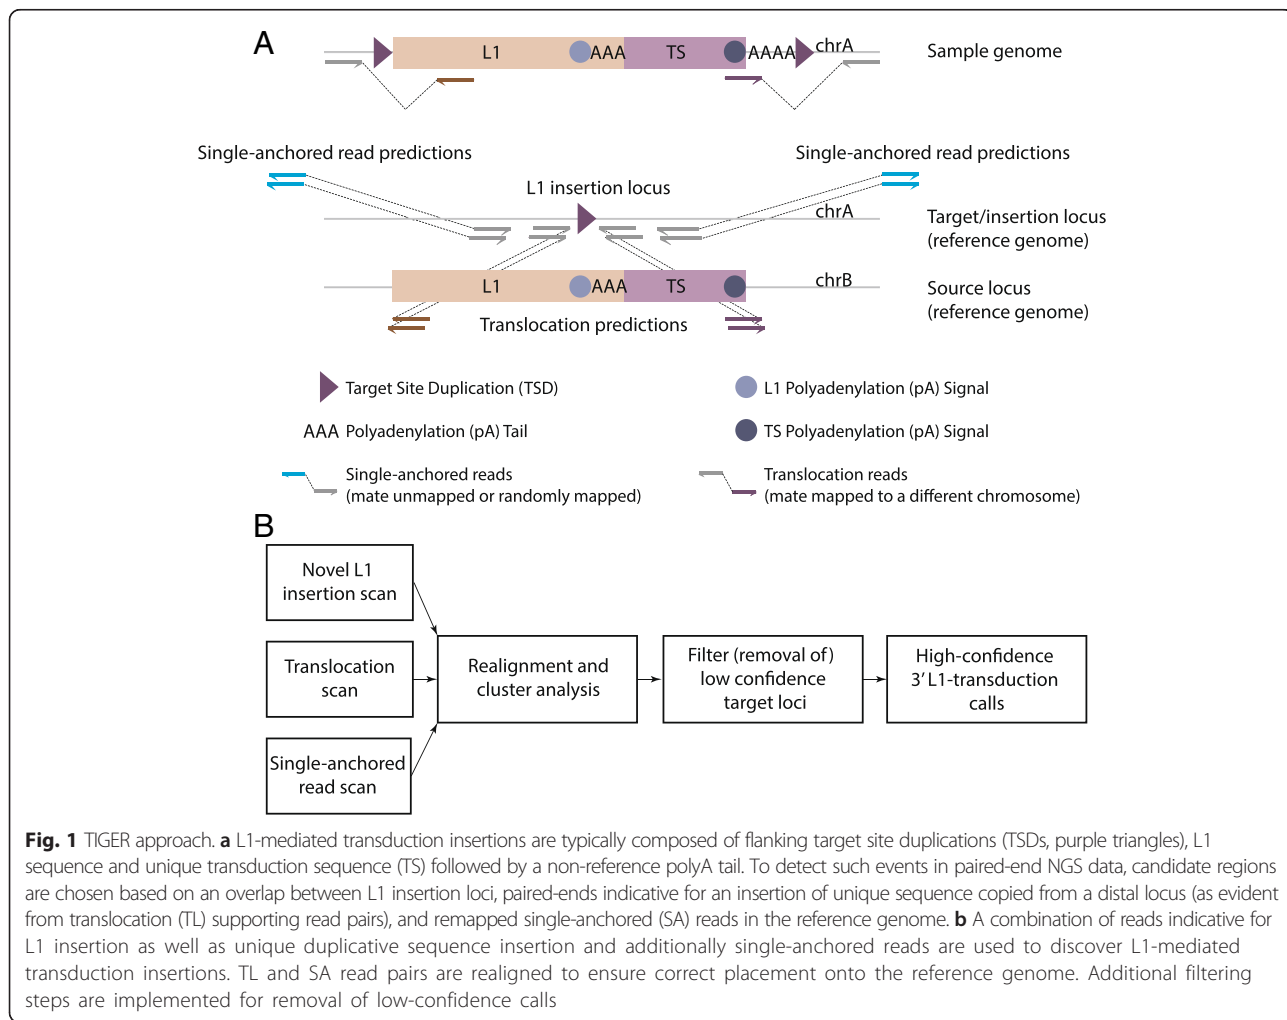 A
L1
AAA
TS
AAAA
chrA
Sample genome
Single-anchored read predictions
Single-anchored read predictions
L1 insertion locus
chrA
Target/insertion locus
(reference genome)
L1
AAA
TS
chrB
Source locus
(reference genome)
Translocation predictions
Target Site Duplication (TSD)
L1 Polyadenylation (pA) Signal
AAA Polyadenylation (pA) Tail
TS Polyadenylation (pA) Signal
Single-anchored reads
(mate unmapped or randomly mapped)
Translocation reads
(mate mapped to a different chromosome)
B
Novel L1
insertion scan
Translocation
scan
Single-anchored
read scan
Realignment and
cluster analysis
Filter (removal of)
low confidence
target loci
High-confidence
3’ L1-transduction
calls
Fig. 1 TIGER approach. a L1-mediated transduction insertions are typically composed of flanking target site duplications (TSDs, purple triangles), L1
sequence and unique transduction sequence (TS) followed by a non-reference polyA tail. To detect such events in paired-end NGS data, candidate regions
are chosen based on an overlap between L1 insertion loci, paired-ends indicative for an insertion of unique sequence copied from a distal locus (as evident
from translocation (TL) supporting read pairs), and remapped single-anchored (SA) reads in the reference genome. b A combination of reads indicative for
L1 insertion as well as unique duplicative sequence insertion and additionally single-anchored reads are used to discover L1-mediated
transduction insertions. TL and SA read pairs are realigned to ensure correct placement onto the reference genome. Additional filtering
steps are implemented for removal of low-confidence calls